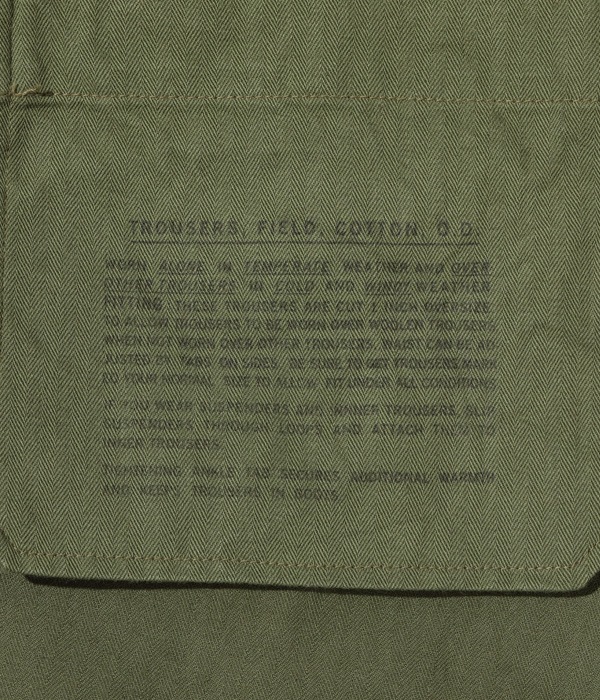 TROUSERS, FIELD, COTTON, O.D.
WORN ALONE IN TEMPERATE WEATHER AND OVER
OTHER TROUSERS IN COLD AND WINDY WEATHER
FITTING. THESE TROUSERS ARE CUT 1 INCH OVERSIZE
TO ALLOW TROUSERS TO BE WORN OVER WOOLEN TROUSERS
WHEN NOT WORN OVER OTHER TROUSERS, WAIST CAN BE AD
JUSTED BY TABS ON SIDES. BE SURE TO GET TROUSERS MARK
ED YOUR NORMAL SIZE TO ALLOW FIT UNDER ALL CONDITIONS
IF YOU WEAR SUSPENDERS AND INNER TROUSERS, SLIP
SUSPENDERS THROUGH LOOPS AND ATTACH THEM TO
INNER TROUSERS.
TIGHTENING ANKLE TAB SECURES ADDITIONAL WARMTH
AND KEEPS TROUSERS IN BOOTS